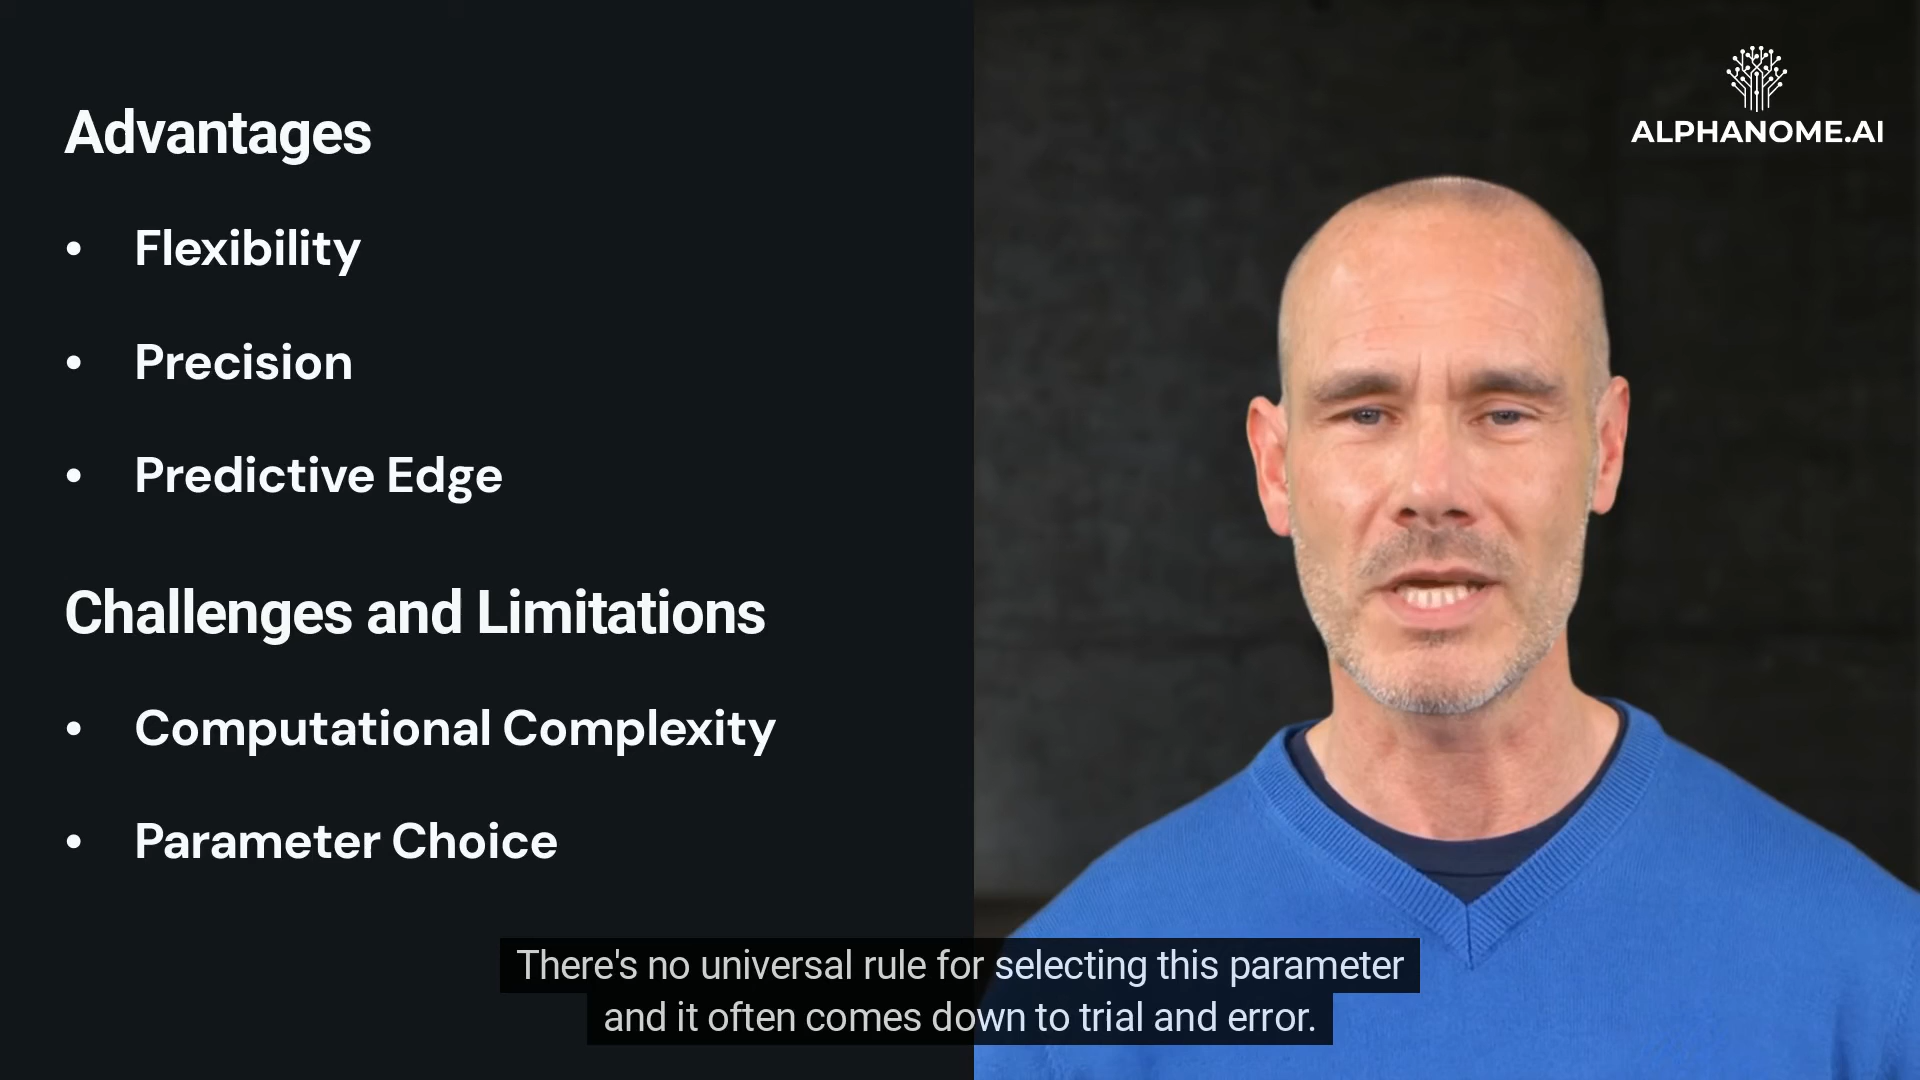 Advantages
• Flexibility
• Precision
• Predictive Edge
Challenges and Limitations
• Computational Complexity
• Parameter Choice
ALPHANOME.AI
There's no universal rule for selecting this parameter
and it often comes down to trial and error.